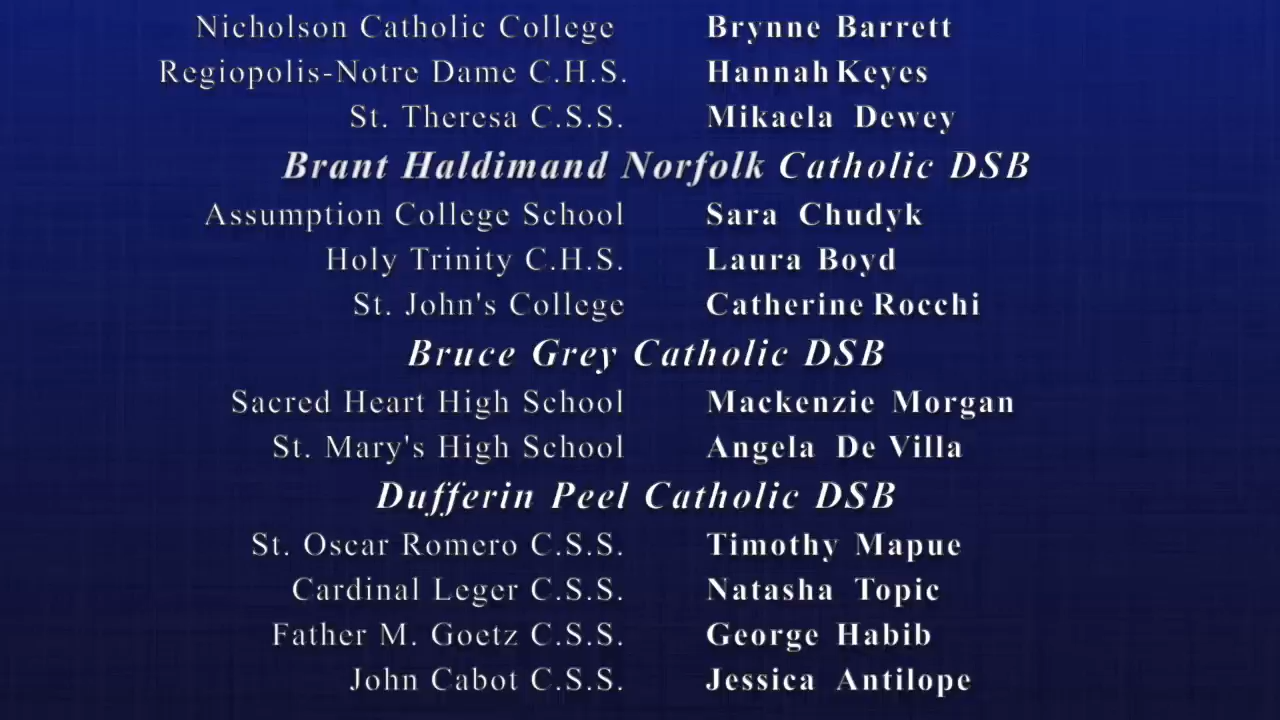 Nicholson Catholic College Brynne Barrett
Regiopolis-Notre Dame C.H.S. Hannah Keyes
St. Theresa C.S.S. Mikaela Dewey
Brant Haldimand Norfolk Catholic DSB
Assumption College School Sara Chudyk
Holy Trinity C.H.S. Laura Boyd
St. John's College Catherine Rocchi
Bruce Grey Catholic DSB
Sacred Heart High School Mackenzie Morgan
St. Mary's High School Angela De Villa
Dufferin Peel Catholic DSB
St. Oscar Romero C.S.S. Timothy Mapue
Cardinal Leger C.S.S. Natasha Topic
Father M. Goetz C.S.S. George Habib
John Cabot C.S.S. Jessica Antilope